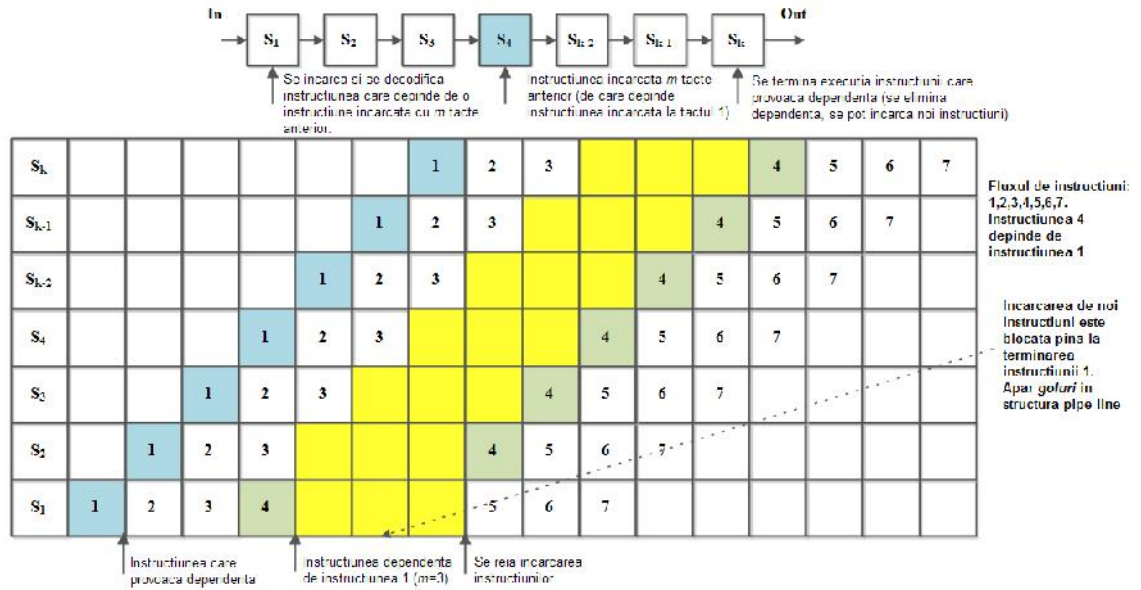 In
Out
S1 S2 S3 S4 Sk-2 Sk-1 Sk
Se incarca si se decodifica
instructiunea care depinde de o
instructiune incarcata cu m tacte
anterior.
Instructiunea incarcata m tacte
anterior (de care depinde
instructiunea incarcata la tactul 1)
Se termina executia instructiunii care
provoaca dependenta (se elimina
dependenta, se pot incarca noi instructiuni)
Sk 1 2 3 4 5 6 7
Sk-1 1 2 3 4 5 6 7
Sk-2 1 2 3 4 5 6 7
S4 1 2 3 4 5 6 7
S3 1 2 3 4 5 6 7
S2 1 2 3 4 5 6 7
S1 1 2 3 4 5 6 7
Fluxul de instructiuni:
1,2,3,4,5,6,7.
Instructiunea 4
depinde de
instructiunea 1
Incarcarea de noi
instructiuni este
blocata pina la
terminarea
instructiunii 1.
Apar goluri in
structura pipe line
Instructiunea care
provoaca dependenta
Instructiunea dependenta
de instructiunea 1 (m=3)
Se reia incarcarea
instructiunilor